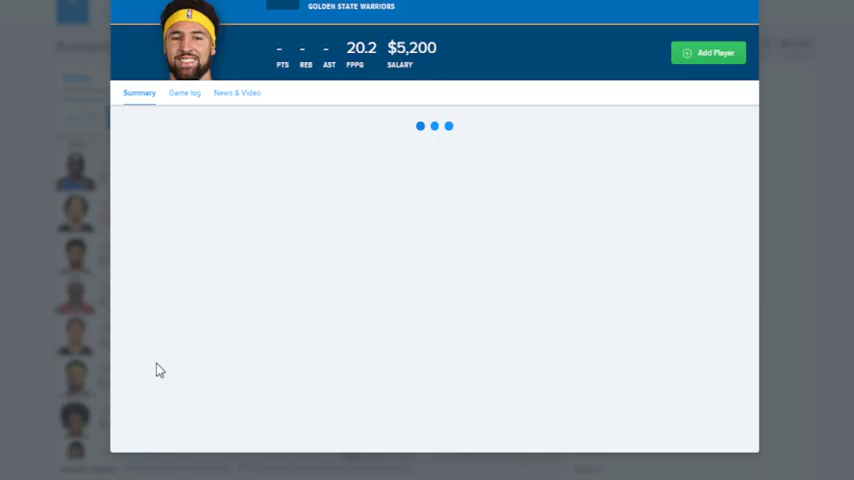 GOLDEN STATE WARRIORS
- - - 20.2 $5,200
PTS REB AST FPPG SALARY
Add Player
Summary Game log News & Video